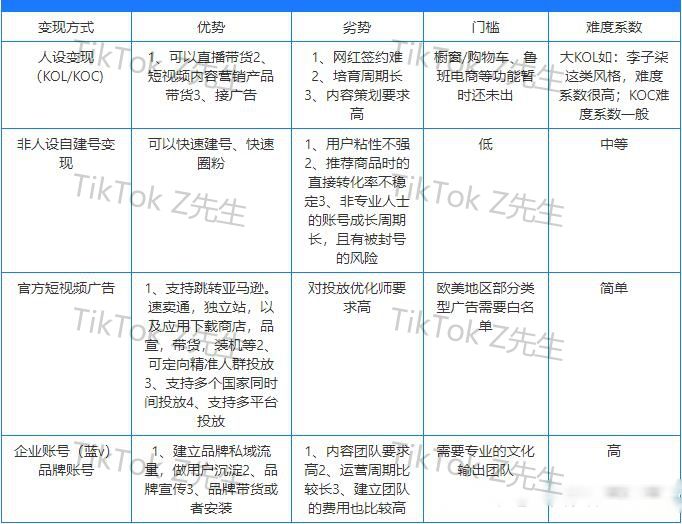 变现方式
优势
劣势
门槛
难度系数
人设变现
（KOL/KOC）
1、可以直播带货2、
短视频内容营销产品
带货3、接广告
1、网红签约难
2、培育周期长
3、内容策划要求
高
橱窗/购物车、鲁
班电商等功能暂
时还未出
大KOL如：李子柒
这类风格，难度
系数很高；KOC难
度系数一般
非人设自建号变
现
可以快速建号、快速
圈粉
1、用户粘性不强
2、推荐商品时的
直接转化率不稳
定3、非专业人士
的账号成长周期
长，且有被封号
的风险
低
中等
官方短视频广告
1、支持跳转亚马逊。
速卖通，独立站，以
及应用下载商店，品
宣，带货，装机等2、
可定向精准人群投放
3、支持多个国家同时
间投放4、支持多平台
投放
对投放优化师要
求高
欧美地区部分类
型广告需要白名
单
简单
企业账号（蓝v）
品牌账号
1、建立品牌私域流
量，做用户沉淀2、品
牌宣传3、品牌带货或
者安装
1、内容团队要求
高2、运营周期比
较长3、建立团队
的费用也比较高
需要专业的文化
输出团队
高
TikTok Z先生
TikTok Z先生
TikTok Z先生
TikTok Z先生
TikTok Z先生
TikTok Z先生
TikTok Z先生
TikTok Z先生